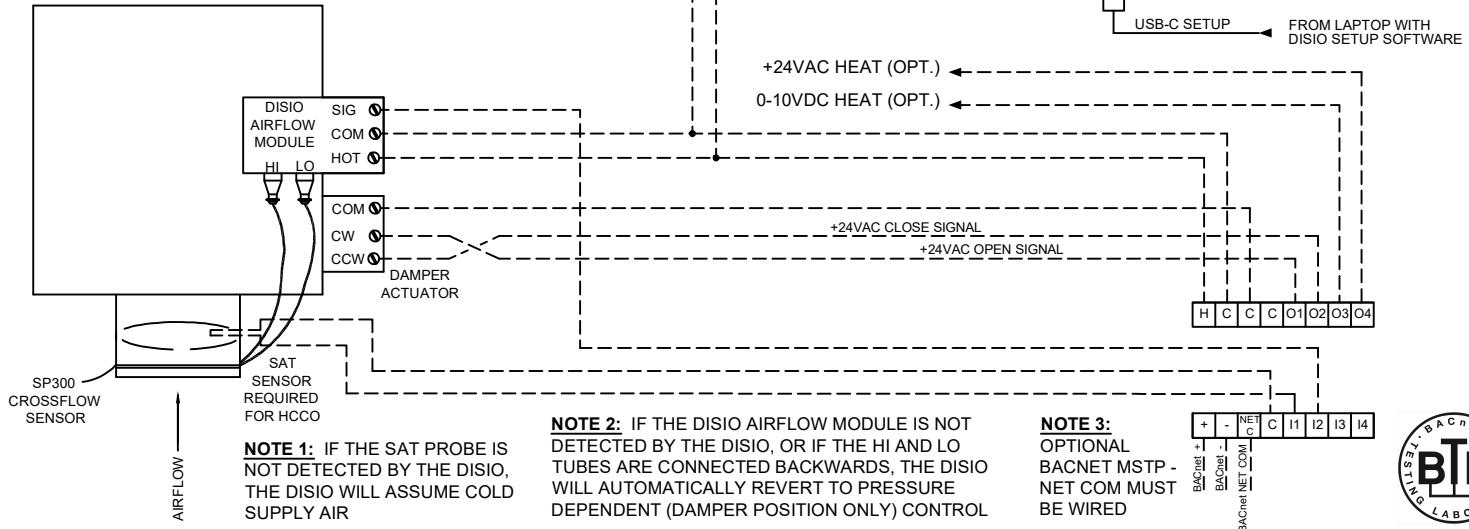 USB-C SETUP
FROM LAPTOP WITH
DISIO SETUP SOFTWARE
+24VAC HEAT (OPT.)
0-10VDC HEAT (OPT.)
DISIO
AIRFLOW
MODULE
HI LO
SIG
COM
HOT
COM
CW
CCW
DAMPER
ACTUATOR
+24VAC CLOSE SIGNAL
+24VAC OPEN SIGNAL
H C C C O1 O2 O3 O4
SP300
CROSSFLOW
SENSOR
SAT
SENSOR
REQUIRED
FOR HCCO
AIRFLOW
NOTE 1: IF THE SAT PROBE IS
NOT DETECTED BY THE DISIO,
THE DISIO WILL ASSUME COLD
SUPPLY AIR
NOTE 2: IF THE DISIO AIRFLOW MODULE IS NOT
DETECTED BY THE DISIO, OR IF THE HI AND LO
TUBES ARE CONNECTED BACKWARDS, THE DISIO
WILL AUTOMATICALLY REVERT TO PRESSURE
DEPENDENT (DAMPER POSITION ONLY) CONTROL
NOTE 3:
OPTIONAL
BACNET MSTP -
NET COM MUST
BE WIRED
+ - NET C C I1 I2 I3 I4
BACnet +
BACnet -
BACnet NET COM
TESTING